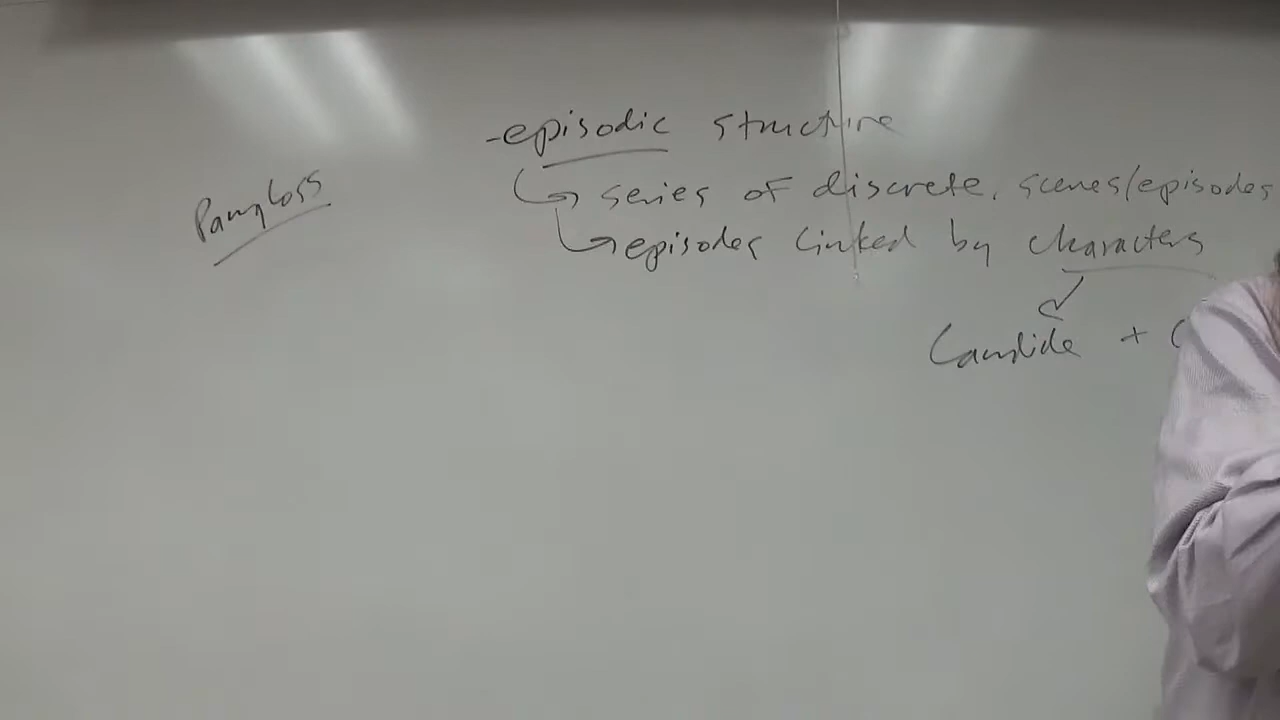 -episodic structure
series of discrete scenes/episodes
Pangloss
episodes linked by characters
Candide + C